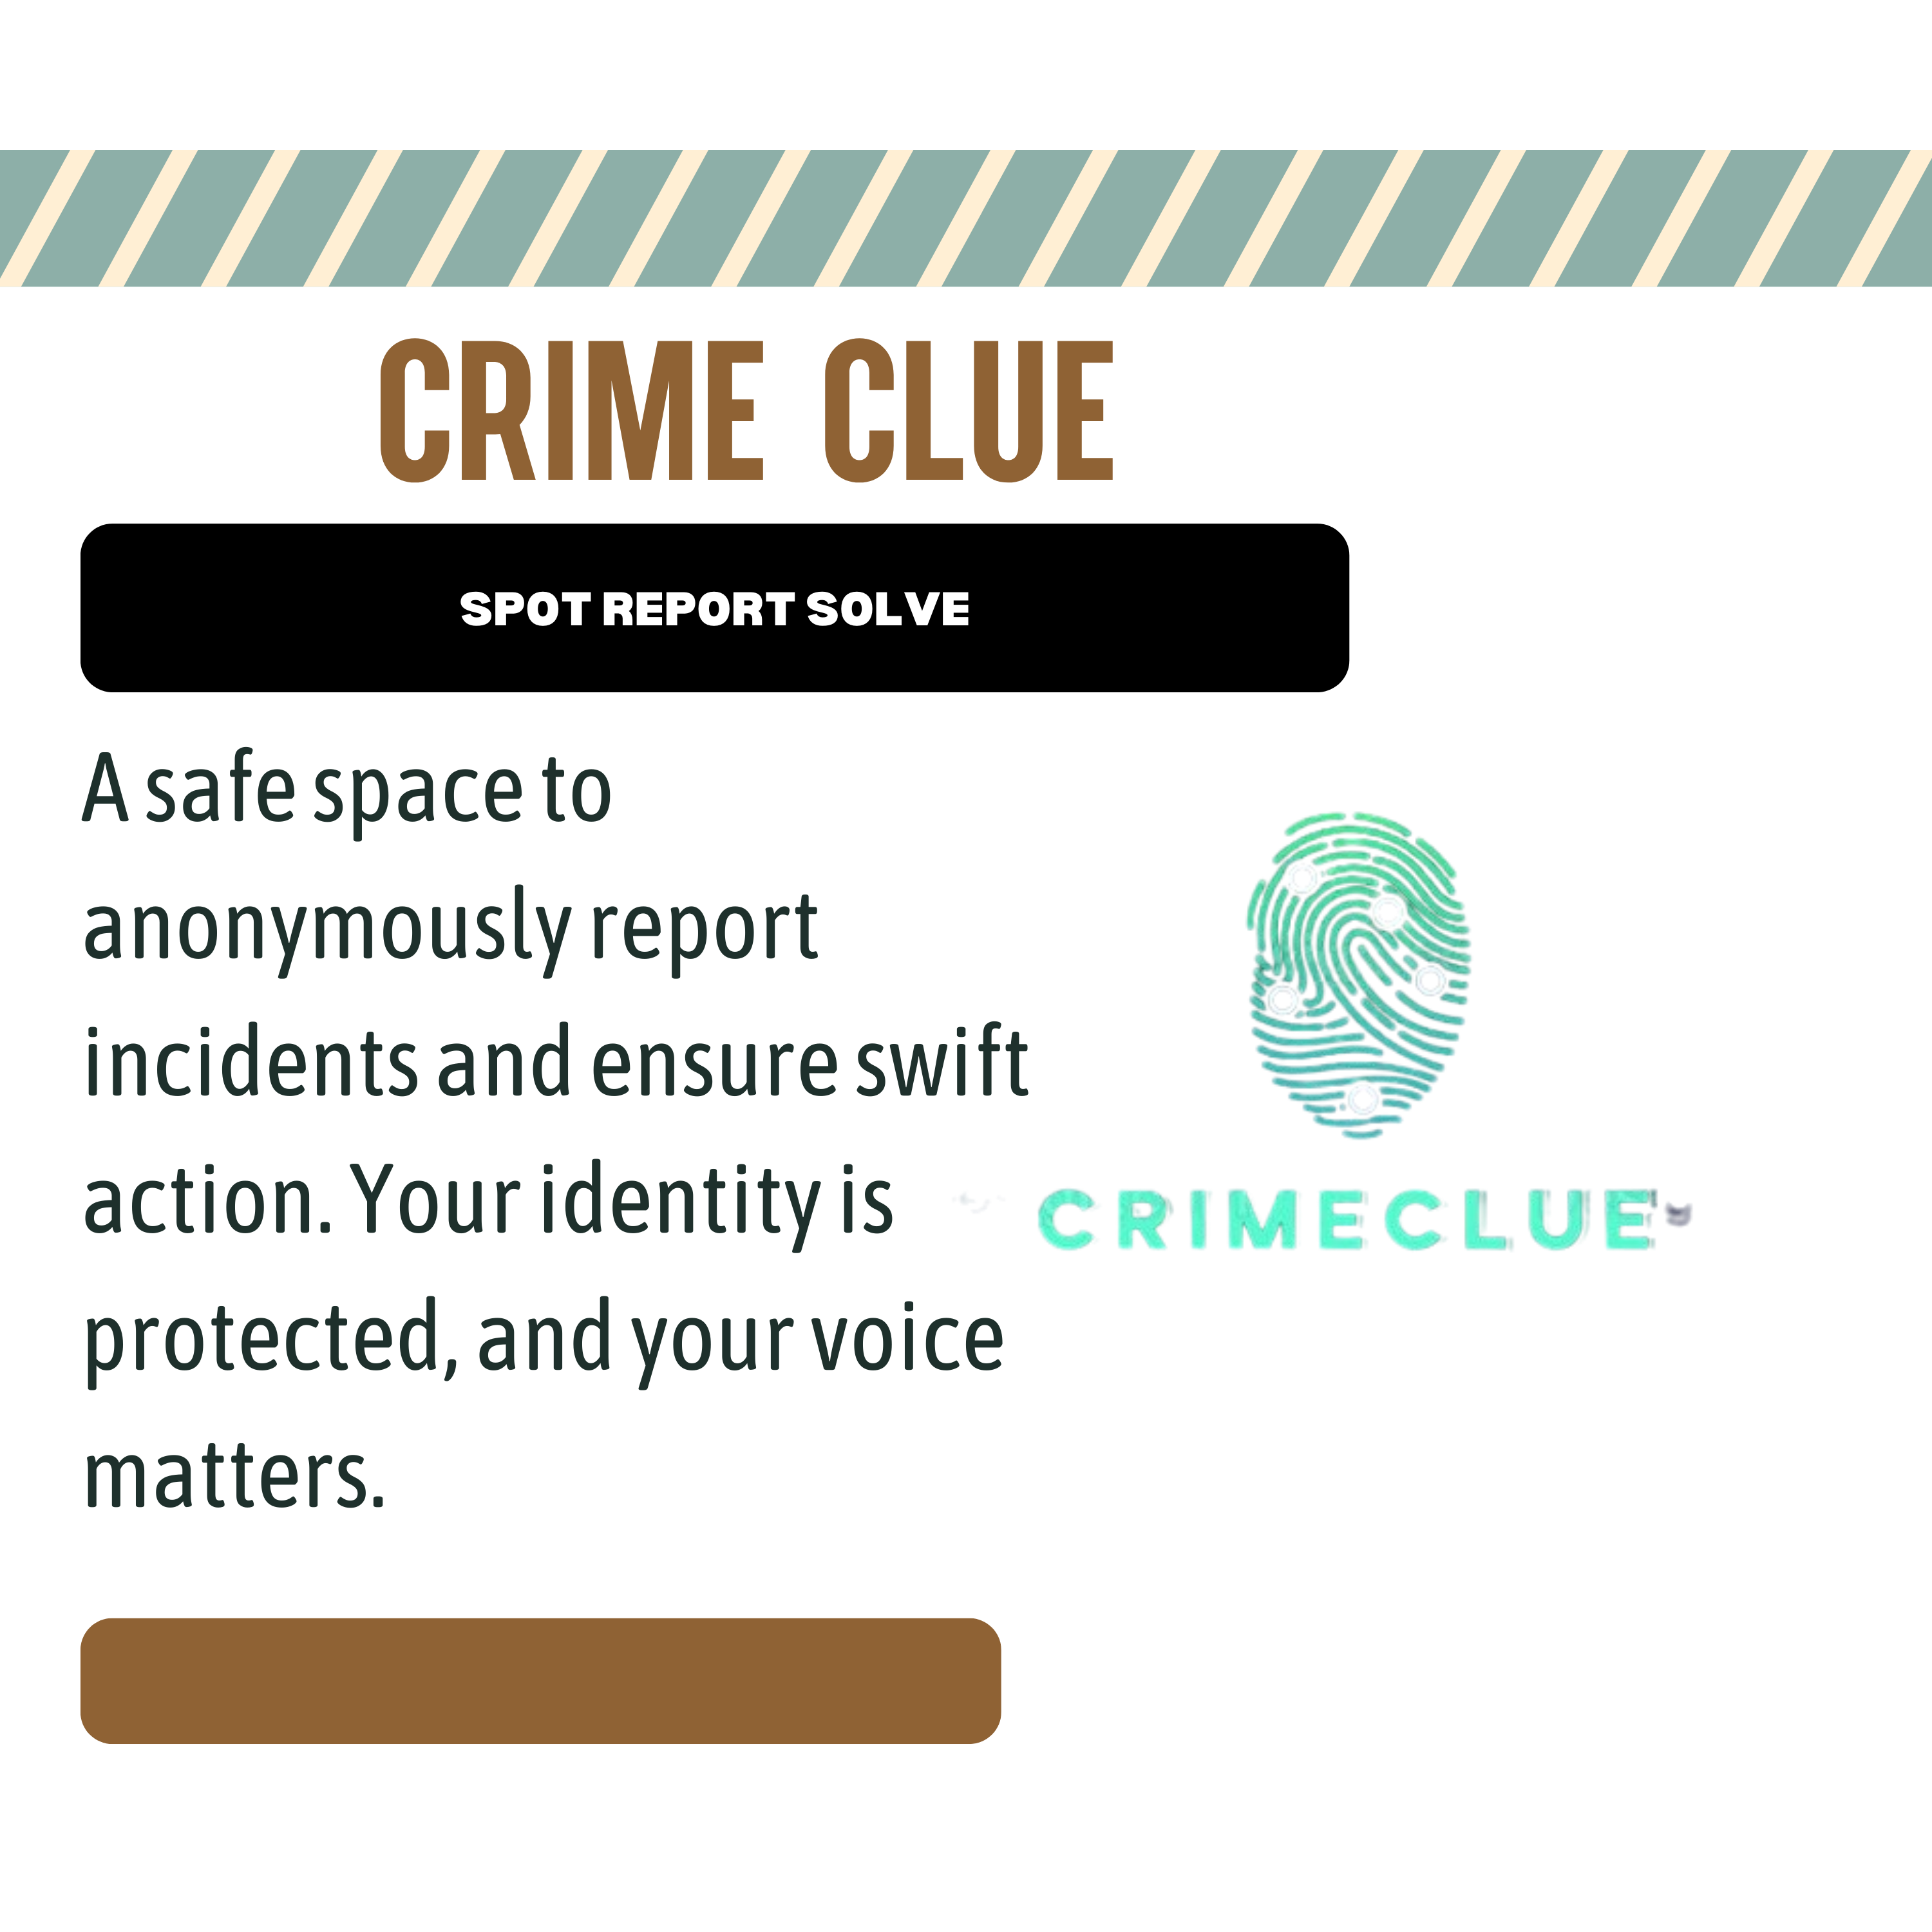 CRIME CLUE
SPOT REPORT SOLVE
A safe space to
anonymously report
incidents and ensure swift
action. Your identity is
protected, and your voice
matters.
CRIMECLUE